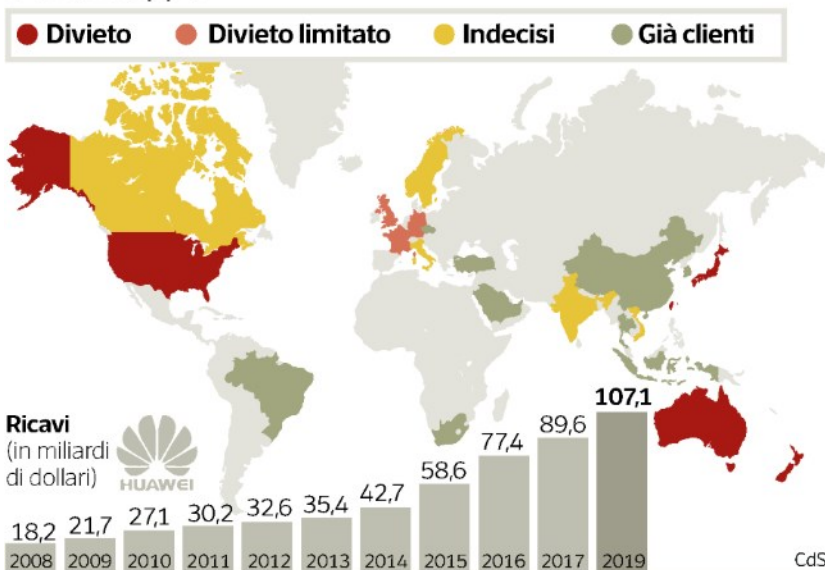 Divieto
Divieto limitato
Indecisi
Già clienti
Ricavi
(in miliardi
di dollari)
HUAWEI
18,2
21,7
27,1
30,2
32,6
35,4
42,7
58,6
77,4
89,6
107,1
2008
2009
2010
2011
2012
2013
2014
2015
2016
2017
2019
CdS